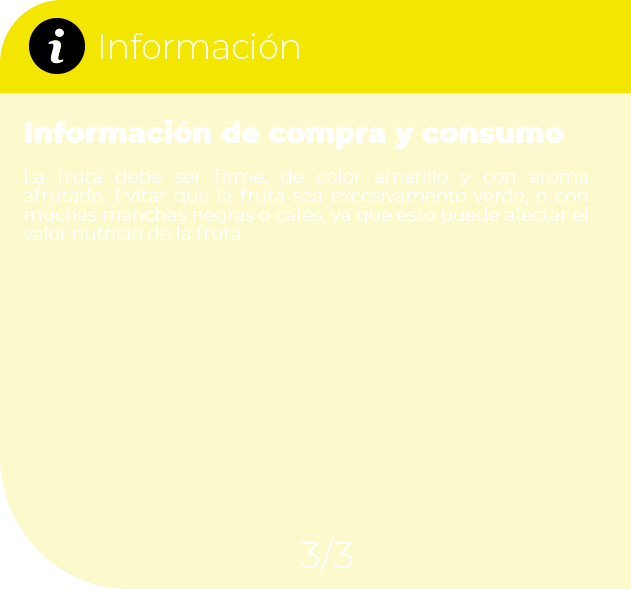 i Información
Información de compra y consumo
La fruta debe ser firme, de color amarillo y con aroma
afrutado. Evitar que la fruta sea excesivamente verde, o con
muchas manchas negras o cafés, ya que esto puede afectar el
valor nutricio de la fruta.
3/3